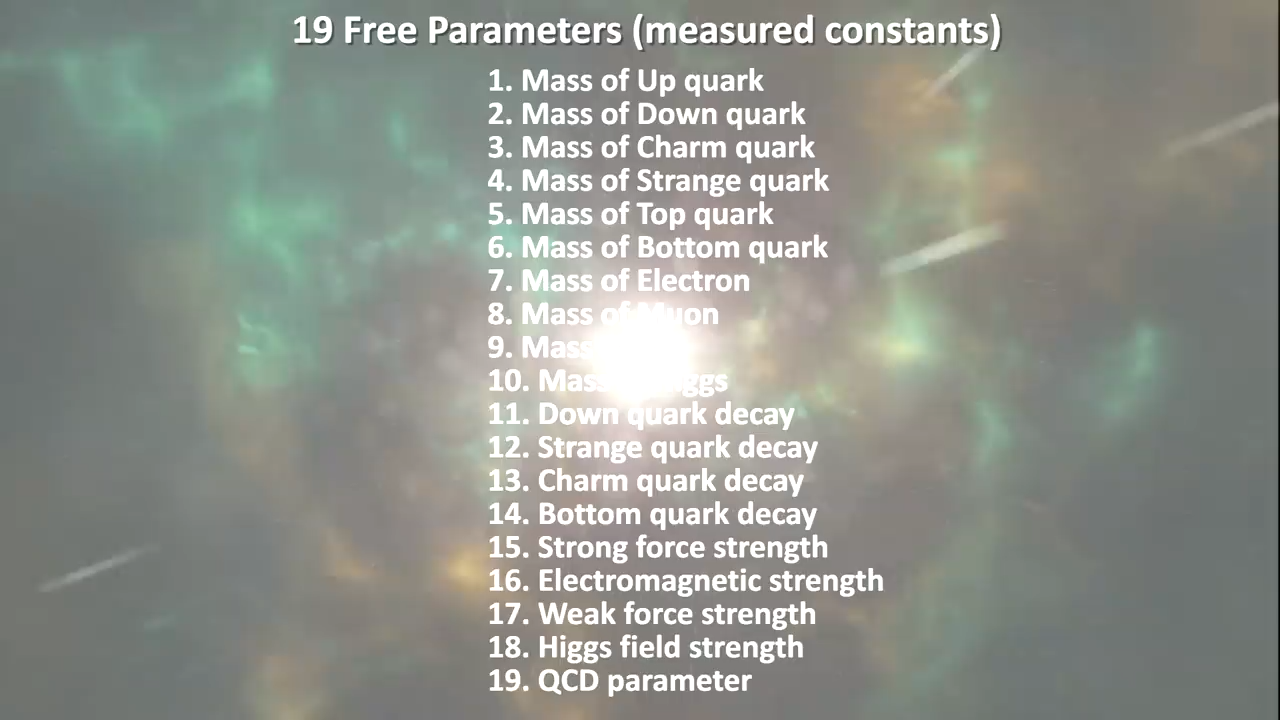 19 Free Parameters (measured constants)
1. Mass of Up quark
2. Mass of Down quark
3. Mass of Charm quark
4. Mass of Strange quark
5. Mass of Top quark
6. Mass of Bottom quark
7. Mass of Electron
8. Mass of Muon
9. Mass
10. Mass Higgs
11. Down quark decay
12. Strange quark decay
13. Charm quark decay
14. Bottom quark decay
15. Strong force strength
16. Electromagnetic strength
17. Weak force strength
18. Higgs field strength
19. QCD parameter